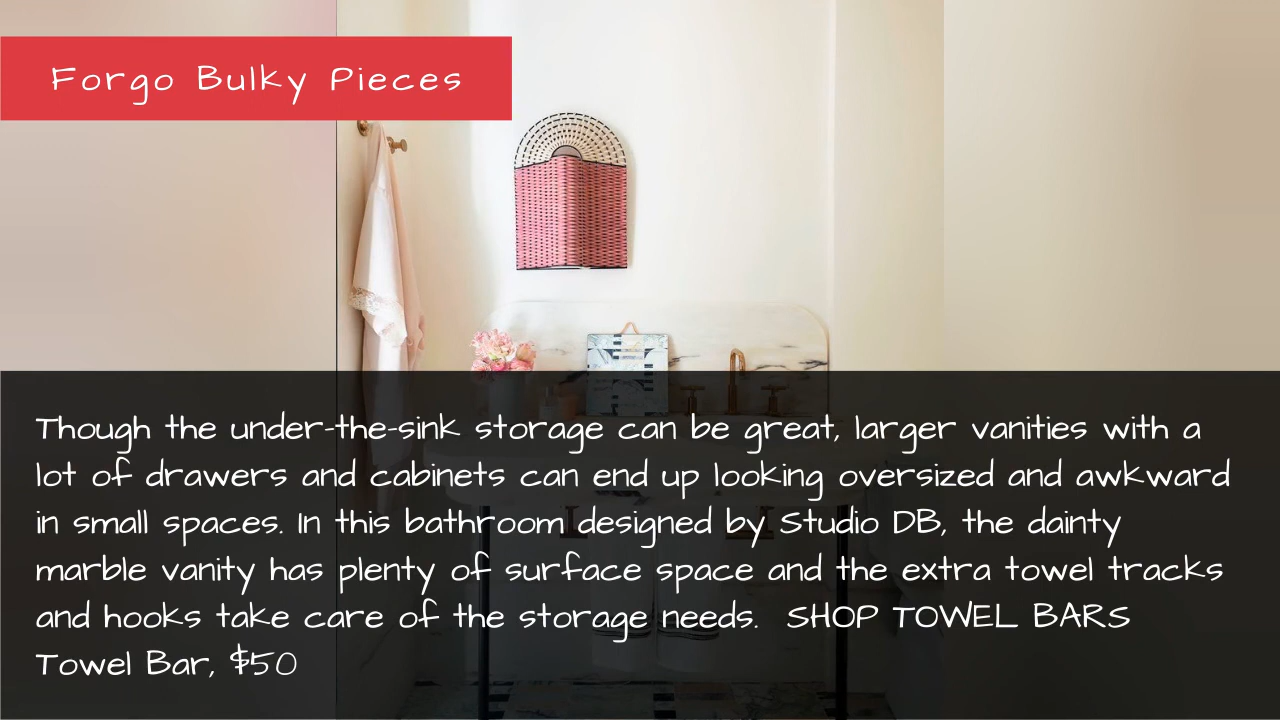 Forgo Bulky Pieces
Though the under-the-sink storage can be great, larger vanities with a
lot of drawers and cabinets can end up looking oversized and awkward
in small spaces. In this bathroom designed by Studio DB, the dainty
marble vanity has plenty of surface space and the extra towel tracks
and hooks take care of the storage needs.  SHOP TOWEL BARS
Towel Bar, $50